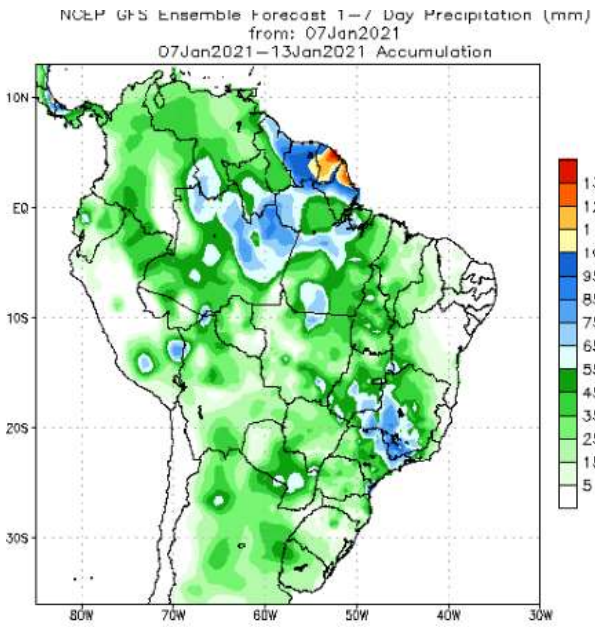 NCEP GFS Ensemble Forecast 1-7 Day Precipitation (mm)
from: 07Jan2021
07Jan2021-13Jan2021 Accumulation
10N
EQ
10S
20S
30S
80W 70W 60W 50W 40W 30W
95
85
75
65
55
45
35
25
15
5